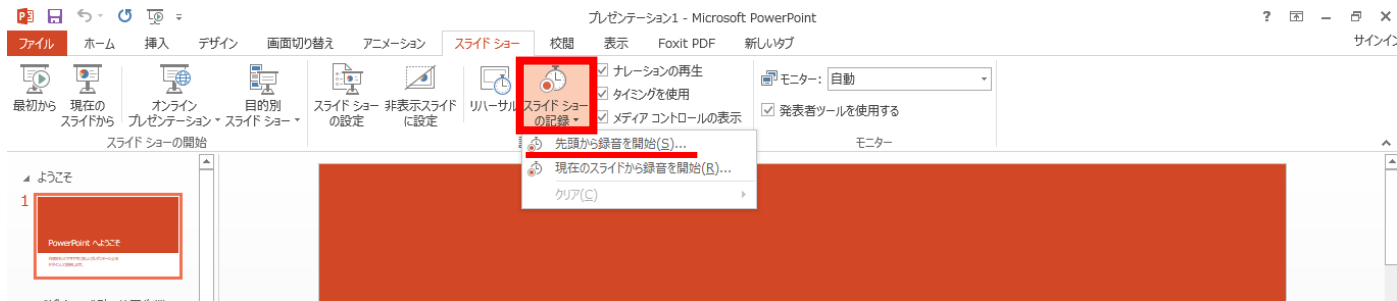 プレゼンテーション1 - Microsoft PowerPoint
ファイル ホーム 挿入 デザイン 画面切り替え アニメーション スライド ショー 校閲 表示 Foxit PDF 新しいタブ サインイン
最初から
現在の
スライドから
オンライン
プレゼンテーション
目的別
スライド ショー
スライド ショー
の設定
非表示スライド
に設定
リハーサル
スライド ショー
の記録
ナレーションの再生
タイミングを使用
メディア コントロールの表示
モニター: 自動
発表者ツールを使用する
スライド ショーの開始
モニター
先頭から録音を開始(S)...
現在のスライドから録音を開始(R)...
クリア(C)
ようこそ
1
PowerPoint へようこそ